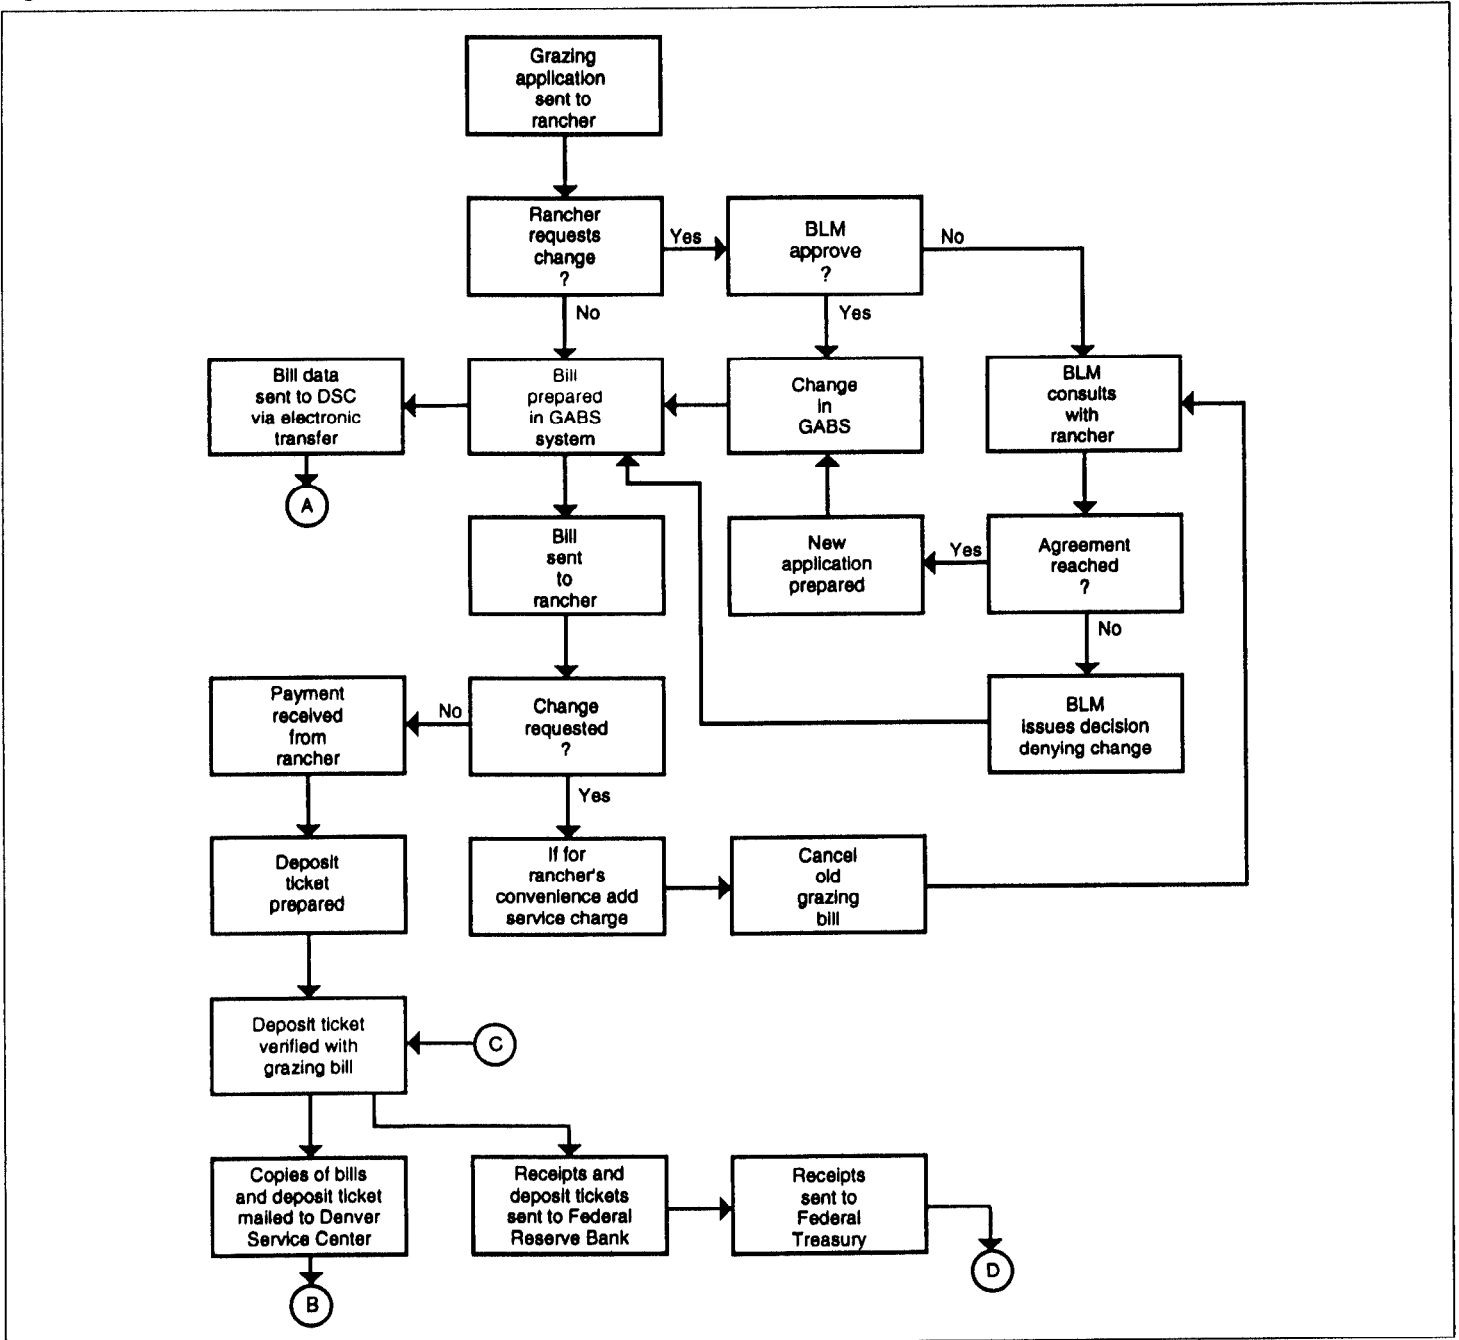 Grazing
application
sent to
rancher
Rancher
requests
change
?
Yes
BLM
approve
?
No
No
Yes
Bill data
sent to DSC
via electronic
transfer
Bill
prepared
in GABS
system
Change
in
GABS
BLM
consults
with
rancher
A
Bill
sent
to
rancher
New
application
prepared
Yes
Agreement
reached
?
No
Payment
received
from
rancher
No
Change
requested
?
BLM
issues decision
denying change
Yes
Deposit
ticket
prepared
If for
rancher's
convenience add
service charge
Cancel
old
grazing
bill
Deposit ticket
verified with
grazing bill
C
Copies of bills
and deposit ticket
mailed to Denver
Service Center
Receipts and
deposit tickets
sent to Federal
Reserve Bank
Receipts
sent to
Federal
Treasury
D
B